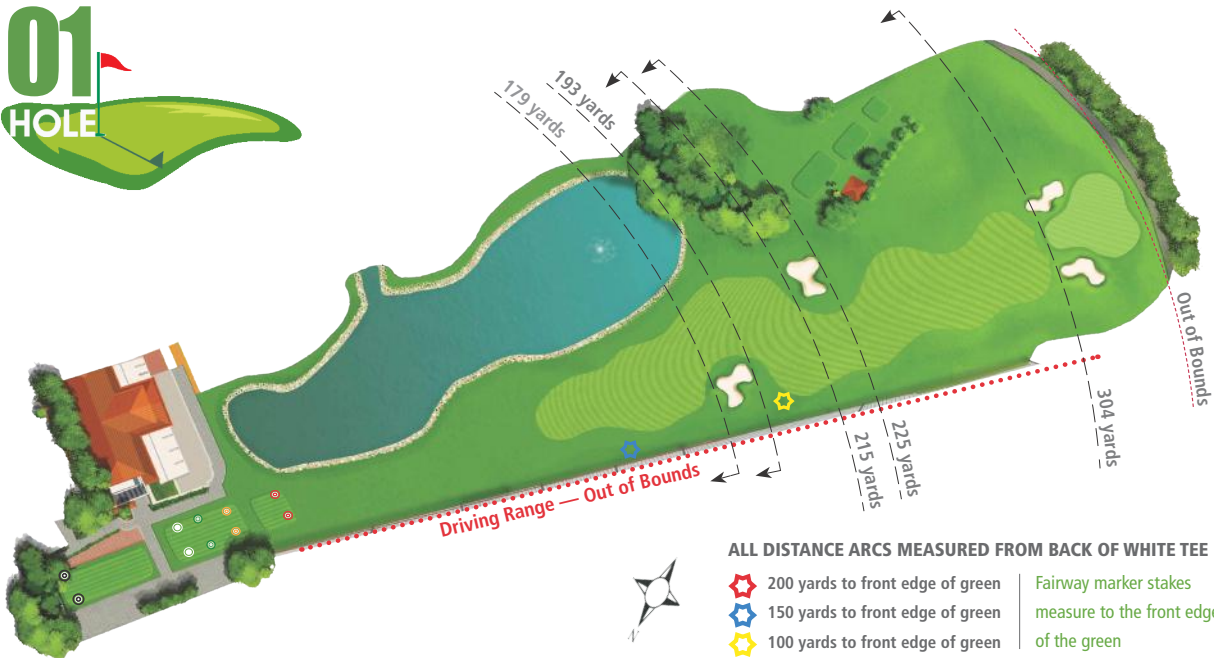 01
HOLE
179 yards
193 yards
215 yards
225 yards
304 yards
Out of Bounds
Driving Range — Out of Bounds
ALL DISTANCE ARCS MEASURED FROM BACK OF WHITE TEE
200 yards to front edge of green
150 yards to front edge of green
100 yards to front edge of green
Fairway marker stakes
measure to the front edge
of the green
N